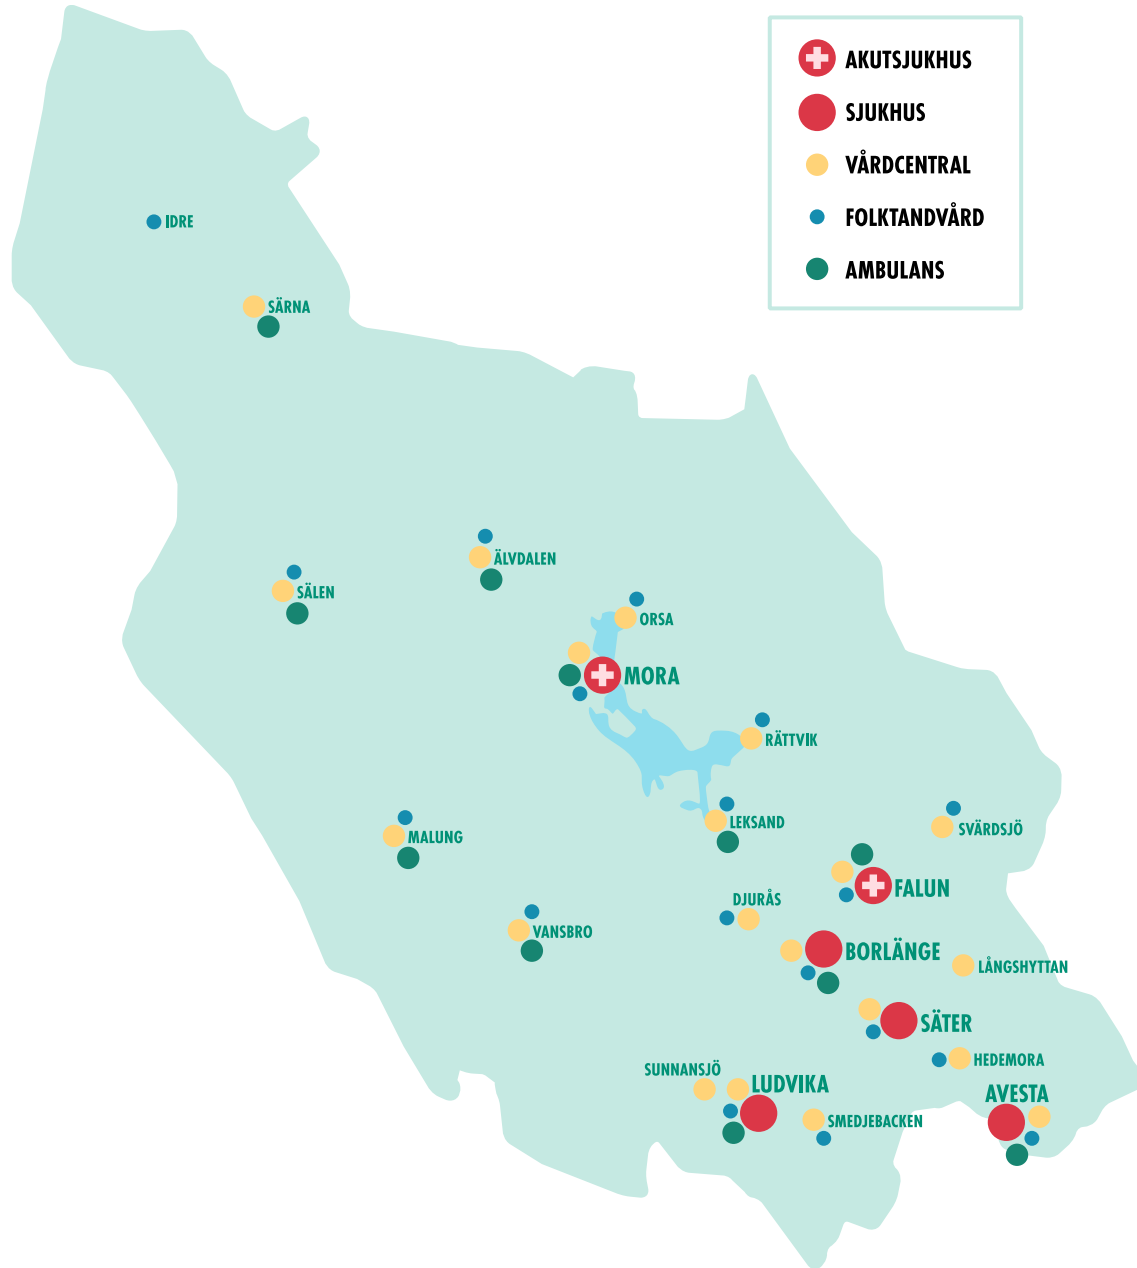 AKUTSJUKHUS
SJUKHUS
VÅRDCENTRAL
FOLKTANDVÅRD
AMBULANS
IDRE
SÄRNA
ÄLVDALEN
SÄLEN
ORSA
MORA
RÄTTVIK
LEKSAND
SVÄRDSJÖ
MALUNG
FALUN
DJURÅS
VANSBRO
BORLÄNGE
LÅNGSHYTTAN
SÄTER
HEDEMORA
SUNNANSJÖ
LUDVIKA
AVESTA
SMEDJEBACKEN